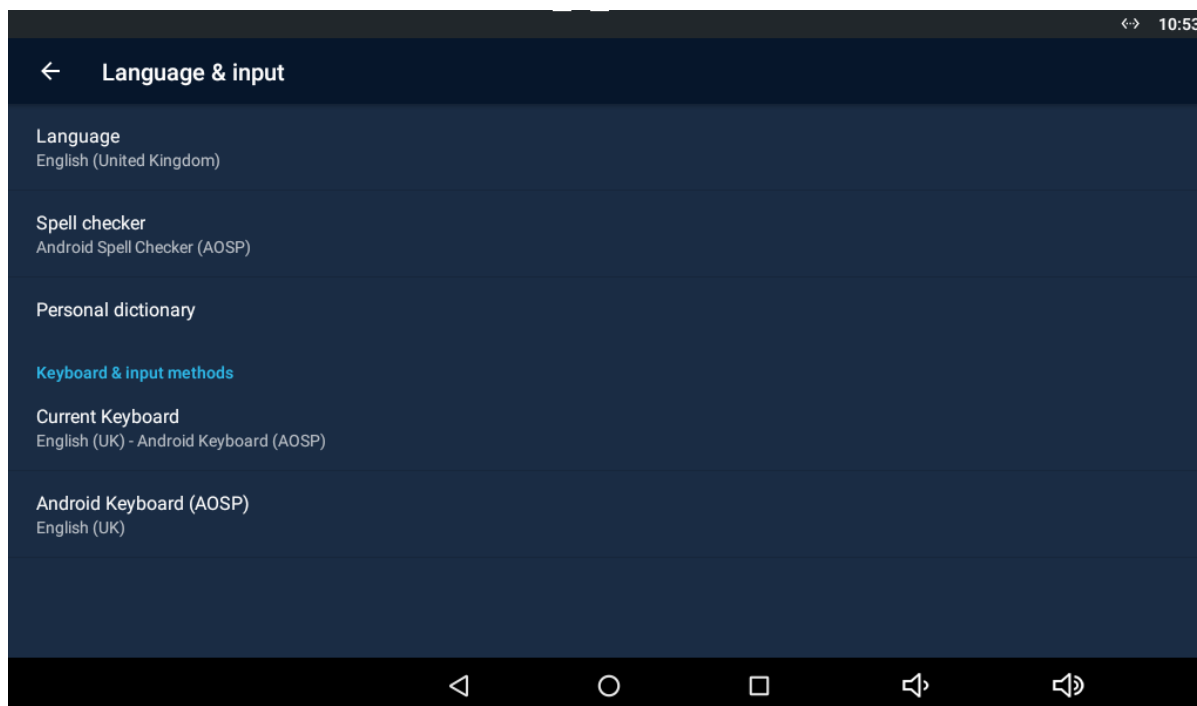 10:53
Language & input
Language
English (United Kingdom)
Spell checker
Android Spell Checker (AOSP)
Personal dictionary
Keyboard & input methods
Current Keyboard
English (UK) - Android Keyboard (AOSP)
Android Keyboard (AOSP)
English (UK)